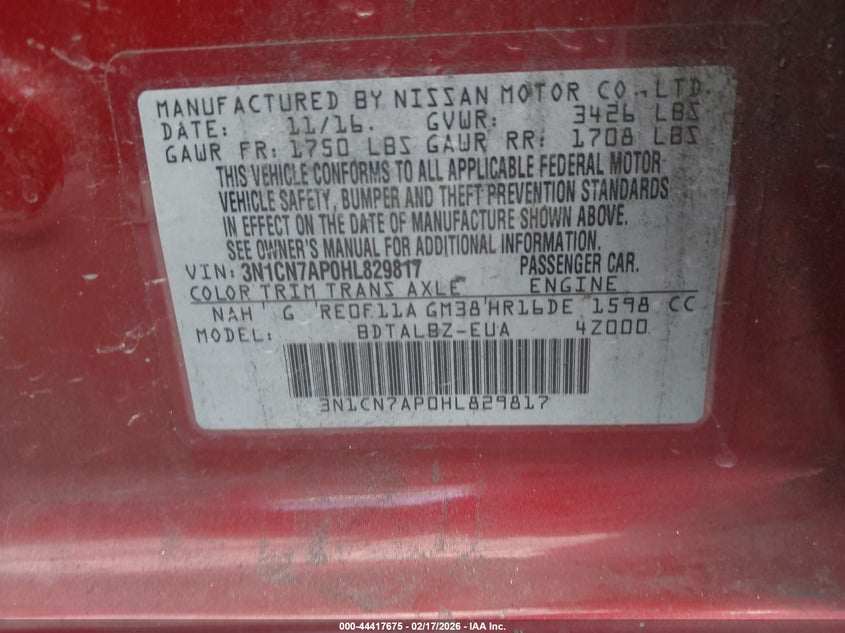 MANUFACTURED BY NISSAN MOTOR CO., LTD.
DATE: 11/16. GVWR: 3426 LBS
GAWR FR: 1750 LBS GAWR RR: 1708 LBS
THIS VEHICLE CONFORMS TO ALL APPLICABLE FEDERAL MOTOR
VEHICLE SAFETY, BUMPER AND THEFT PREVENTION STANDARDS
IN EFFECT ON THE DATE OF MANUFACTURE SHOWN ABOVE.
SEE OWNER'S MANUAL FOR ADDITIONAL INFORMATION.
VIN: 3N1CN7AP0HL829817 PASSENGER CAR.
COLOR TRIM TRANS AXLE ENGINE
NAH G RE0F11A GM38 HR16DE 1598 CC
MODEL: BDTALBZ-EUA 4Z000
3N1CN7AP0HL829817
000-44417675 - 02/17/2026 - IAA Inc.